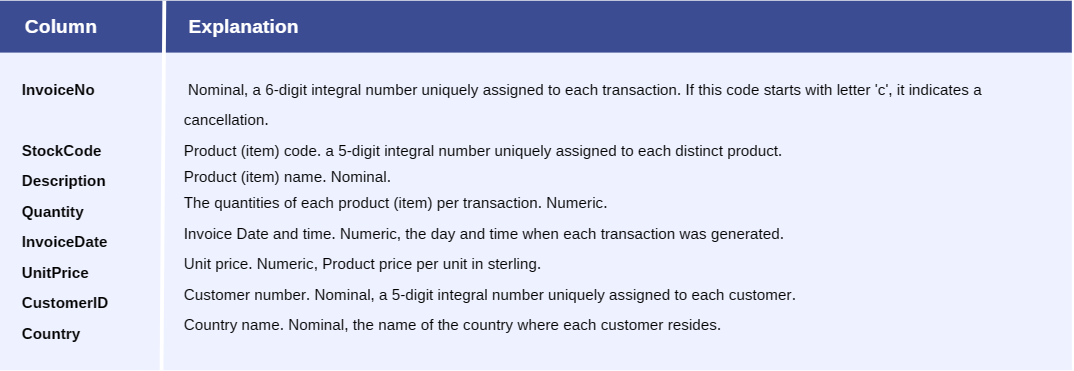 Column Explanation
InvoiceNo Nominal, a 6-digit integral number uniquely assigned to each transaction. If this code starts with letter 'c', it indicates a
cancellation.
StockCode Product (item) code. a 5-digit integral number uniquely assigned to each distinct product.
Description Product (item) name. Nominal.
Quantity The quantities of each product (item) per transaction. Numeric.
InvoiceDate Invoice Date and time. Numeric, the day and time when each transaction was generated.
UnitPrice Unit price. Numeric, Product price per unit in sterling.
CustomerID Customer number. Nominal, a 5-digit integral number uniquely assigned to each customer.
Country Country name. Nominal, the name of the country where each customer resides.